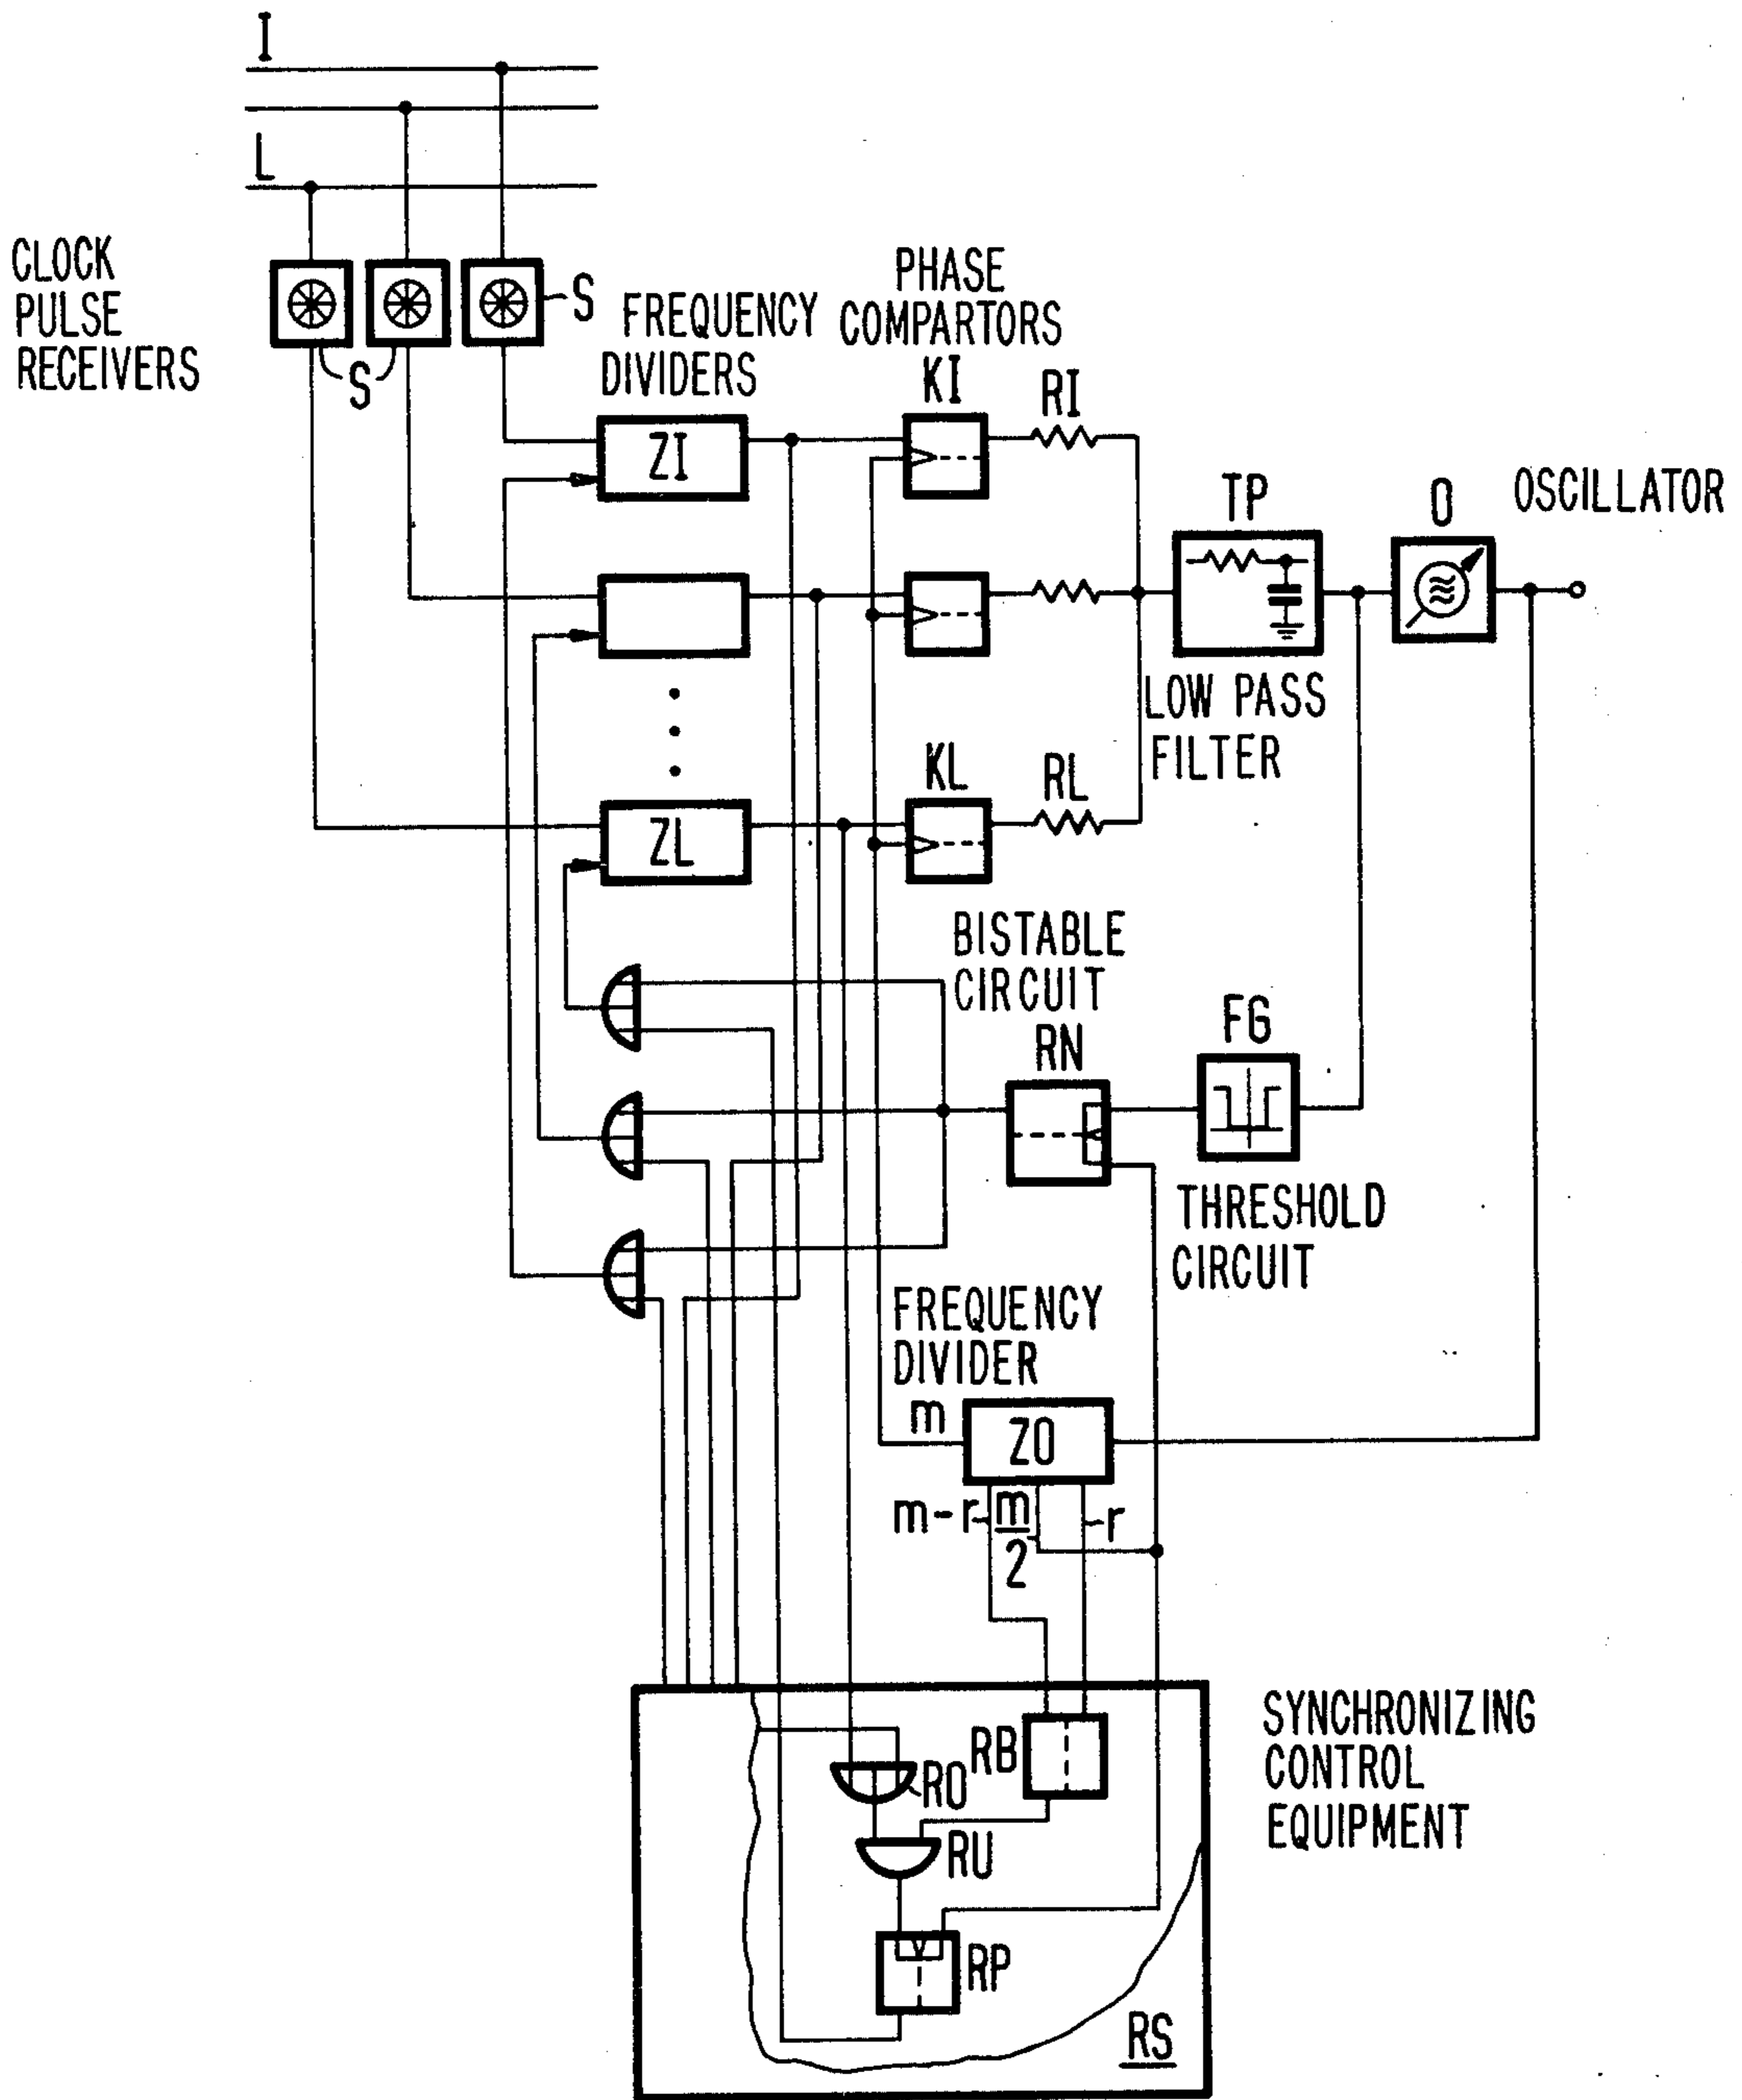 I
L
CLOCK
PULSE
RECEIVERS
S
S
FREQUENCY
DIVIDERS
PHASE
COMPARTORS
KI
RI
ZI
TP
O
OSCILLATOR
LOW PASS
FILTER
KL
RL
ZL
BISTABLE
CIRCUIT
RN
FG
THRESHOLD
CIRCUIT
FREQUENCY
DIVIDER
m
ZO
m-r
m
2
r
RB
RO
RU
RP
RS
SYNCHRONIZING
CONTROL
EQUIPMENT